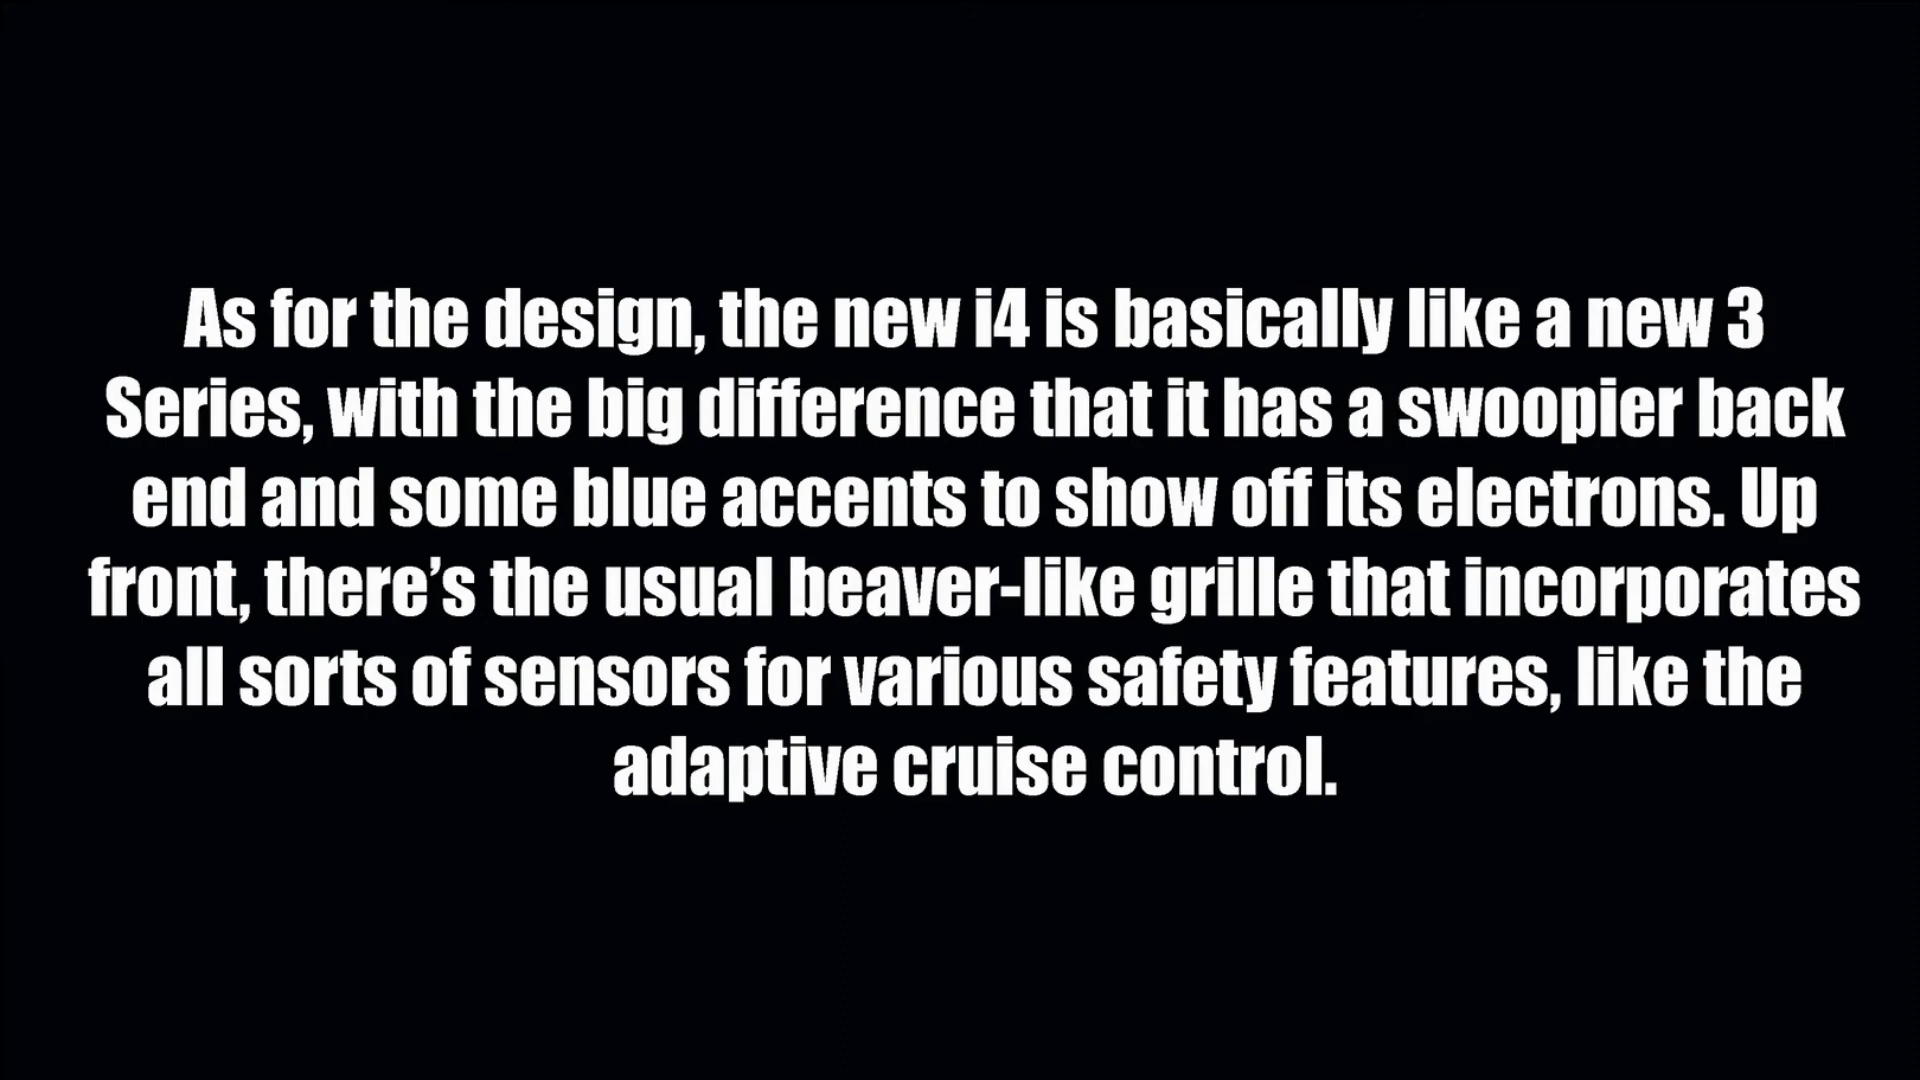 As for the design, the new i4 is basically like a new 3
Series, with the big difference that it has a swoopier back
end and some blue accents to show off its electrons. Up
front, there’s the usual beaver-like grille that incorporates
all sorts of sensors for various safety features, like the
adaptive cruise control.